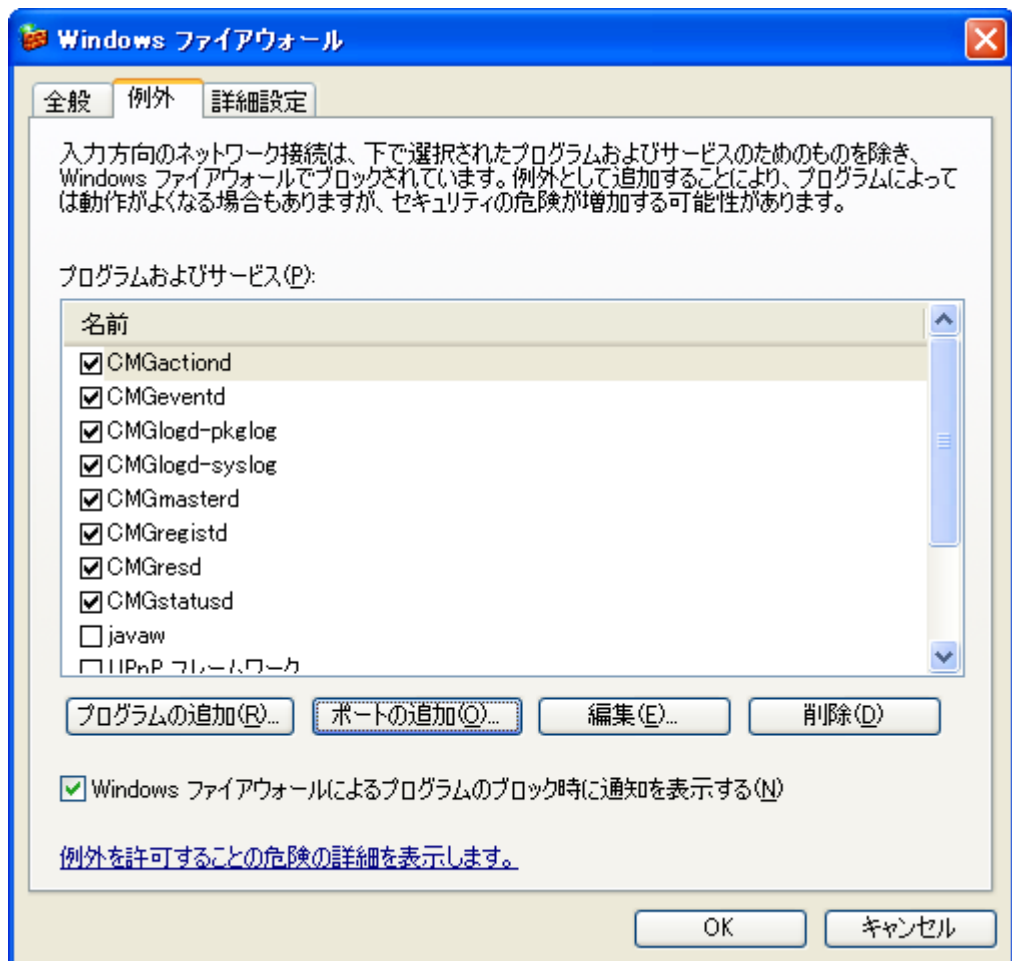 Windows ファイアウォール
全般 例外 詳細設定
入力方向のネットワーク接続は、下で選択されたプログラムおよびサービスのためのものを除き、
Windows ファイアウォールでブロックされています。例外として追加することにより、プログラムによって
は動作がよくなる場合もありますが、セキュリティの危険が増加する可能性があります。
プログラムおよびサービス(P):
名前
CMGactiond
CMGeventd
CMGlogd-pkglog
CMGlogd-syslog
CMGmasterd
CMGregistd
CMGresd
CMGstatusd
javaw
UPnP フレームワーク
プログラムの追加(R)... ポートの追加(O)... 編集(E)... 削除(D)
Windows ファイアウォールによるプログラムのブロック時に通知を表示する(N)
例外を許可することの危険の詳細を表示します。
OK キャンセル